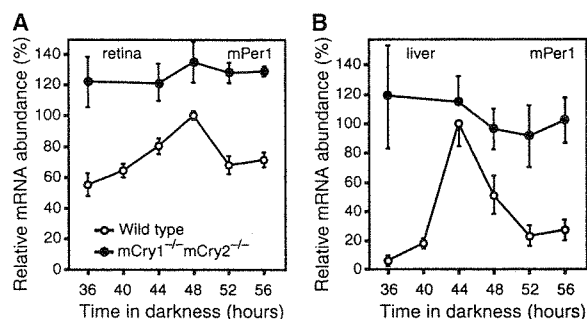 A
retina
mPer1
Relative mRNA abundance (%)
140
120
100
80
60
40
20
0
Wild type
mCry1⁻/⁻mCry2⁻/⁻
36 40 44 48 52 56
Time in darkness (hours)
B
liver
mPer1
Relative mRNA abundance (%)
140
120
100
80
60
40
20
0
36 40 44 48 52 56
Time in darkness (hours)